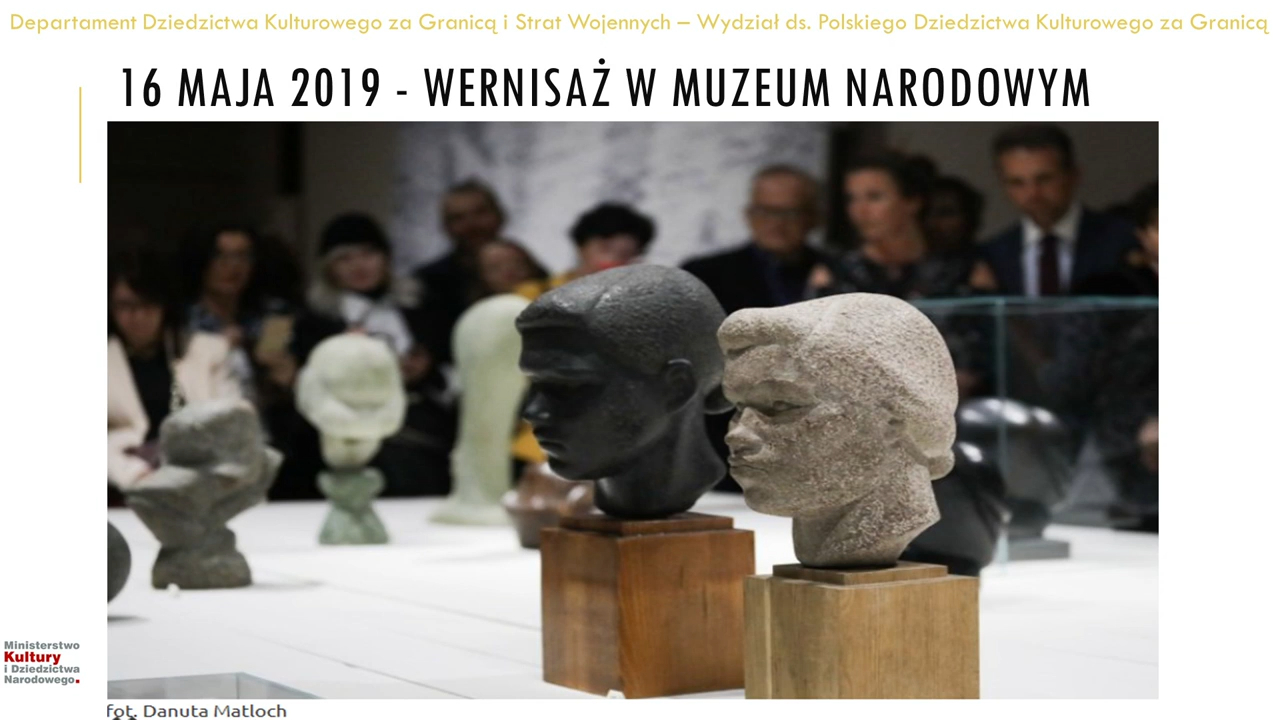 Departament Dziedzictwa Kulturowego za Granicą i Strat Wojennych – Wydział ds. Polskiego Dziedzictwa Kulturowego za Granicą
16 MAJA 2019 - WERNISAŻ W MUZEUM NARODOWYM
Ministerstwo
Kultury
i Dziedzictwa
Narodowego.
fot. Danuta Matloch